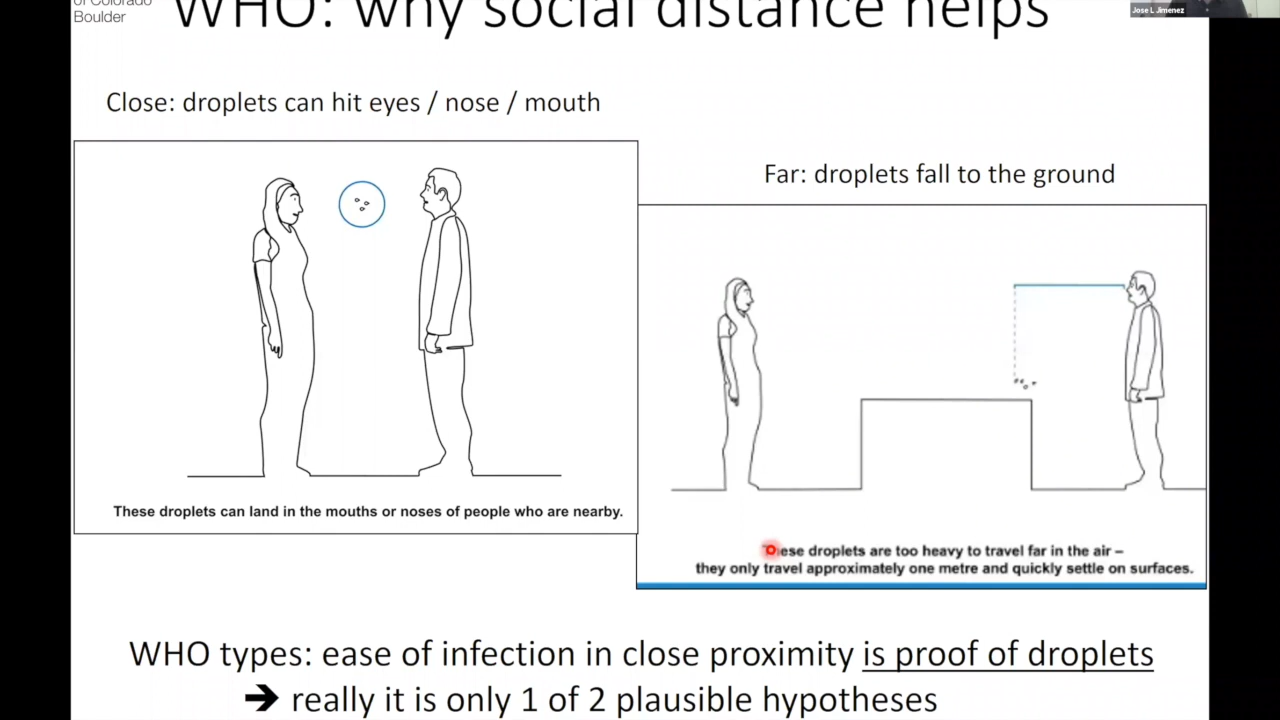 of Colorado
Boulder
WHO: why social distance helps
Jose L Jimenez
Close: droplets can hit eyes / nose / mouth
Far: droplets fall to the ground
These droplets can land in the mouths or noses of people who are nearby.
These droplets are too heavy to travel far in the air –
they only travel approximately one metre and quickly settle on surfaces.
WHO types: ease of infection in close proximity is proof of droplets
➔ really it is only 1 of 2 plausible hypotheses